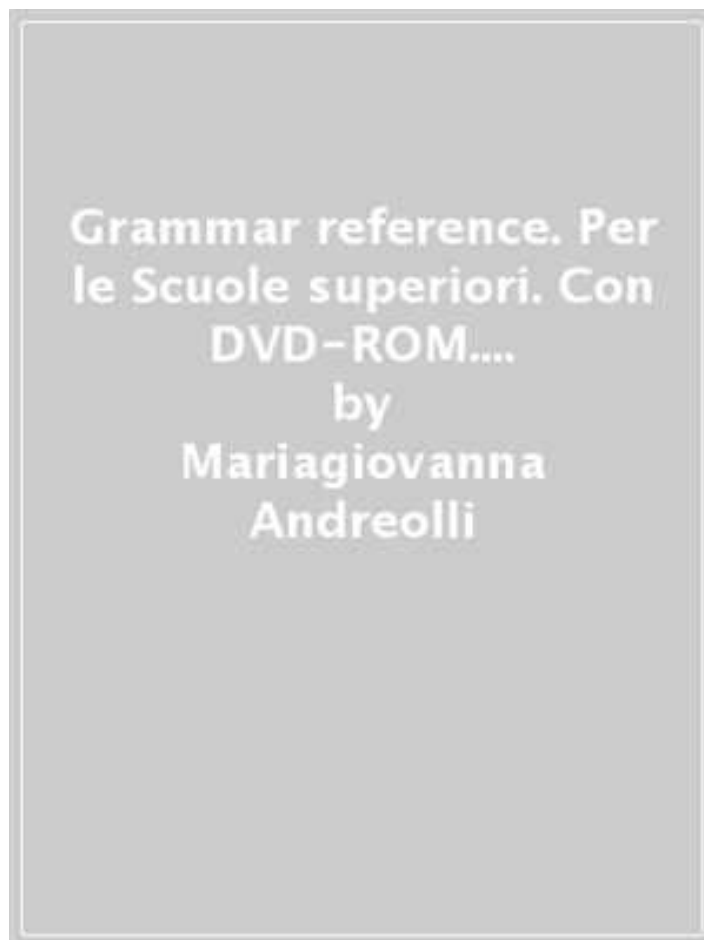 Grammar reference. Per
le Scuole superiori. Con
DVD-ROM....
by
Mariagiovanna
Andreolli